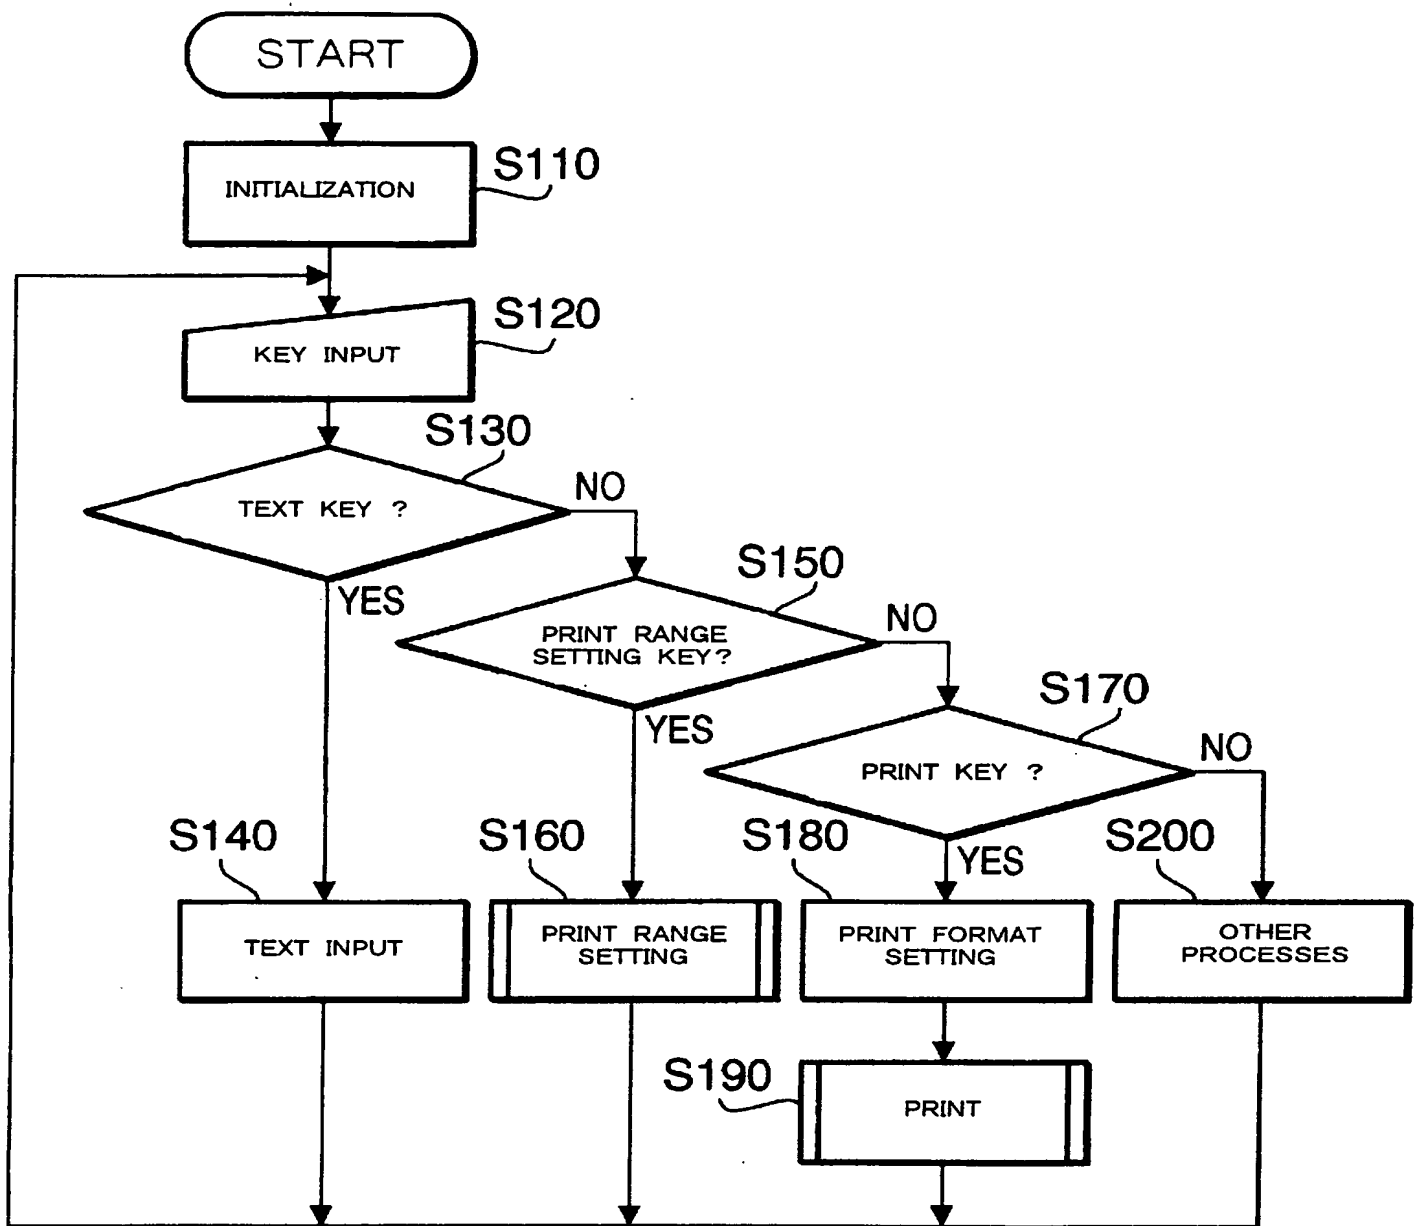 START
INITIALIZATION
S110
KEY INPUT
S120
TEXT KEY ?
S130
NO
YES
PRINT RANGE
SETTING KEY?
S150
NO
YES
PRINT KEY ?
S170
NO
YES
S140
TEXT INPUT
S160
PRINT RANGE
SETTING
S180
PRINT FORMAT
SETTING
S200
OTHER
PROCESSES
S190
PRINT